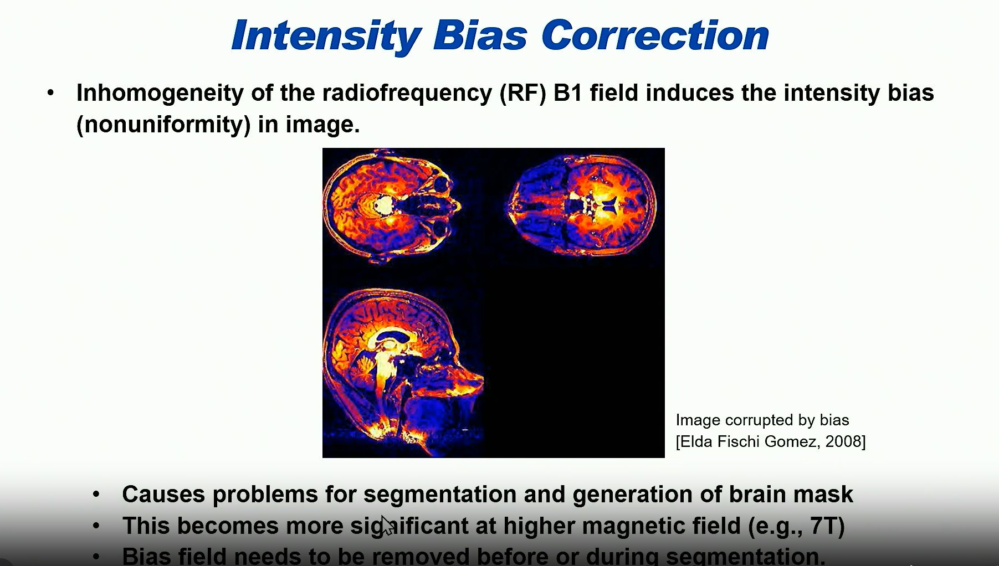 Intensity Bias Correction
• Inhomogeneity of the radiofrequency (RF) B1 field induces the intensity bias
(nonuniformity) in image.
Image corrupted by bias
[Elda Fischi Gomez, 2008]
• Causes problems for segmentation and generation of brain mask
• This becomes more significant at higher magnetic field (e.g., 7T)
• Bias field needs to be removed before or during segmentation.